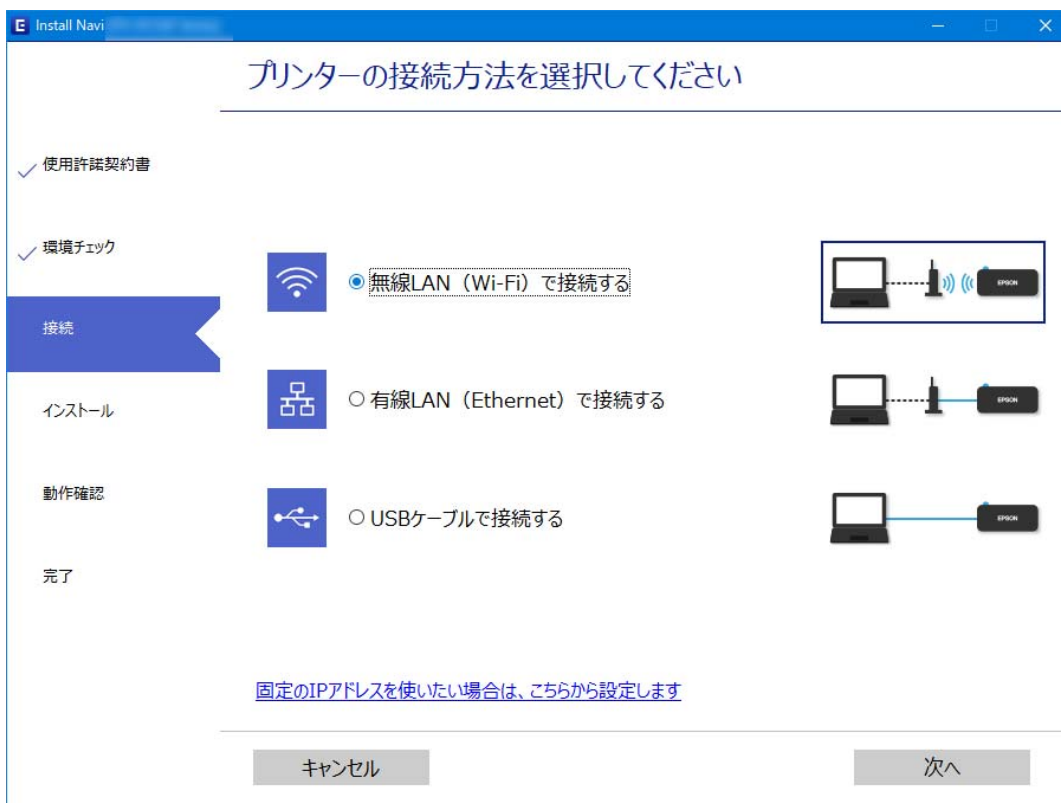 Install Navi
プリンターの接続方法を選択してください
使用許諾契約書
環境チェック
接続
インストール
動作確認
完了
無線LAN（Wi-Fi）で接続する
EPSON
有線LAN（Ethernet）で接続する
EPSON
USBケーブルで接続する
EPSON
固定のIPアドレスを使いたい場合は、こちらから設定します
キャンセル
次へ